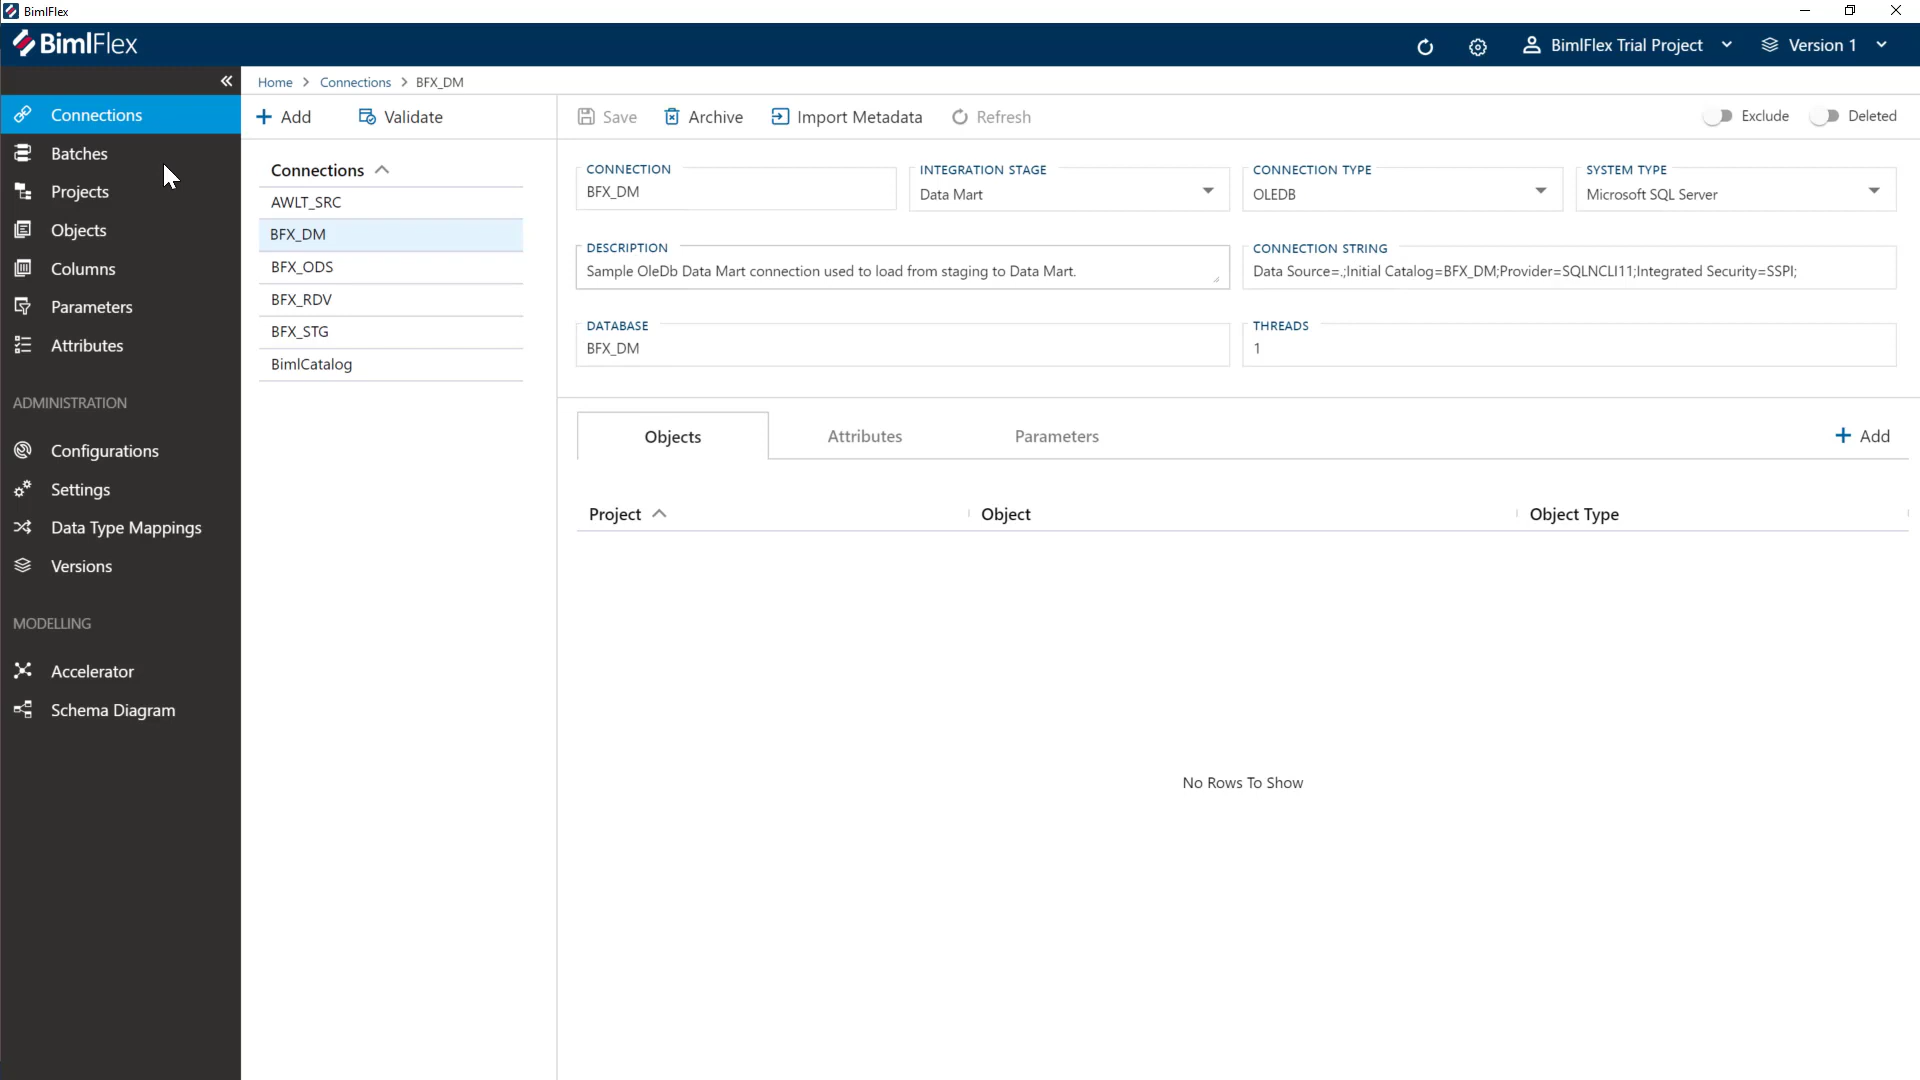 BimlFlex
BimlFlex
BimlFlex Trial Project
Version 1
Home > Connections > BFX_DM
Connections
Batches
Projects
Objects
Columns
Parameters
Attributes
ADMINISTRATION
Configurations
Settings
Data Type Mappings
Versions
MODELLING
Accelerator
Schema Diagram
+ Add
Validate
Connections
AWLT_SRC
BFX_DM
BFX_ODS
BFX_RDV
BFX_STG
BimlCatalog
Save
Archive
Import Metadata
Refresh
Exclude
Deleted
CONNECTION
BFX_DM
INTEGRATION STAGE
Data Mart
CONNECTION TYPE
OLEDB
SYSTEM TYPE
Microsoft SQL Server
DESCRIPTION
Sample OleDb Data Mart connection used to load from staging to Data Mart.
CONNECTION STRING
Data Source=.;Initial Catalog=BFX_DM;Provider=SQLNCLI11;Integrated Security=SSPI;
DATABASE
BFX_DM
THREADS
1
Objects
Attributes
Parameters
+ Add
Project
Object
Object Type
No Rows To Show